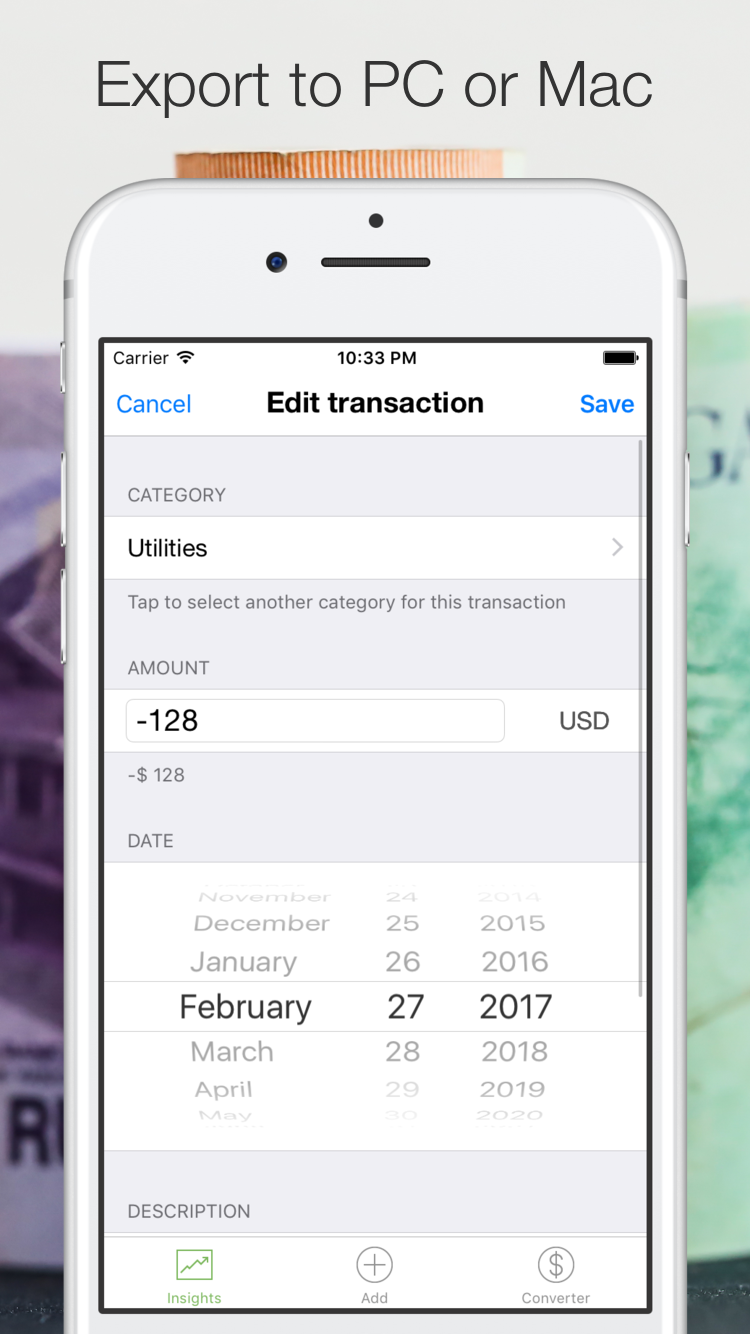 Export to PC or Mac
Carrier 10:33 PM
Cancel Edit transaction Save
CATEGORY
Utilities
Tap to select another category for this transaction
AMOUNT
-128 USD
-$ 128
DATE
November 24 2014
December 25 2015
January 26 2016
February 27 2017
March 28 2018
April 29 2019
May 30 2020
DESCRIPTION
Insights Add Converter